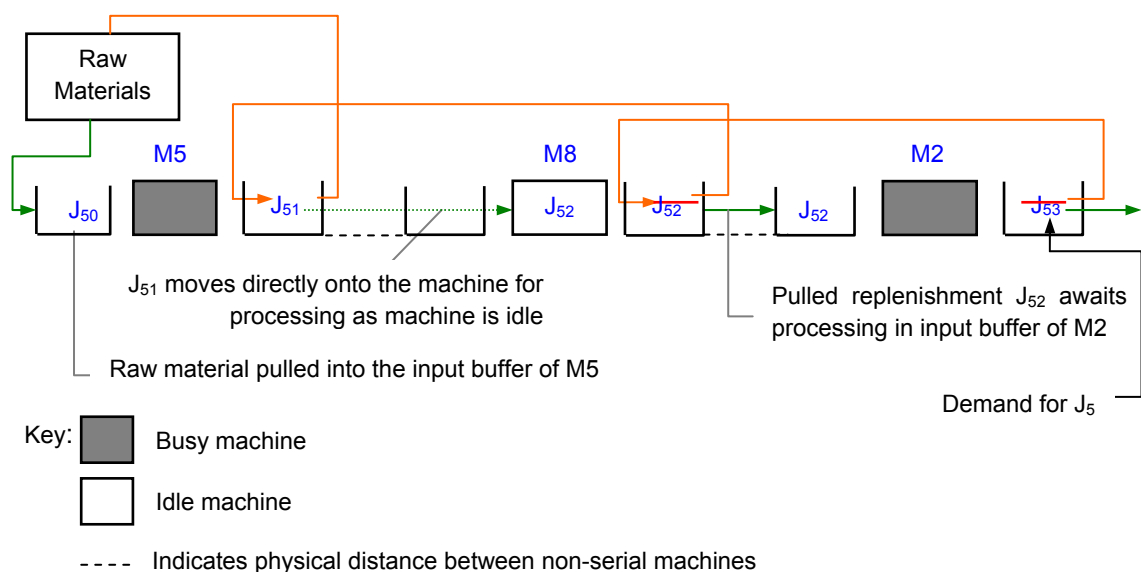 Raw
Materials
M5
M8
M2
J₅₀
J₅₁
J₅₂
J₅₂
J₅₂
J₅₃
J₅₁ moves directly onto the machine for
processing as machine is idle
Pulled replenishment J₅₂ awaits
processing in input buffer of M2
Raw material pulled into the input buffer of M5
Demand for J₅
Key:
Busy machine
Idle machine
Indicates physical distance between non-serial machines